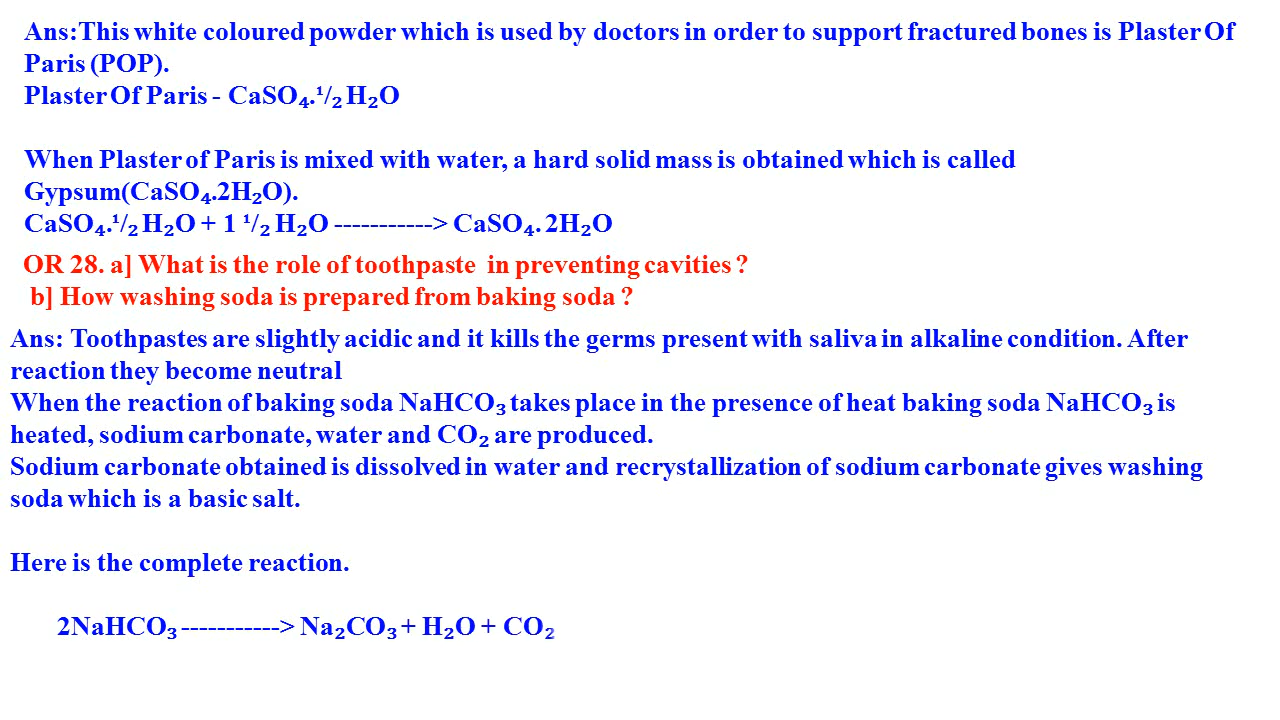 Ans:This white coloured powder which is used by doctors in order to support fractured bones is Plaster Of
Paris (POP).
Plaster Of Paris - CaSO₄.¹/₂ H₂O
When Plaster of Paris is mixed with water, a hard solid mass is obtained which is called
Gypsum(CaSO₄.2H₂O).
CaSO₄.¹/₂ H₂O + 1 ¹/₂ H₂O -----------> CaSO₄. 2H₂O
OR 28. a] What is the role of toothpaste in preventing cavities ?
b] How washing soda is prepared from baking soda ?
Ans: Toothpastes are slightly acidic and it kills the germs present with saliva in alkaline condition. After
reaction they become neutral
When the reaction of baking soda NaHCO₃ takes place in the presence of heat baking soda NaHCO₃ is
heated, sodium carbonate, water and CO₂ are produced.
Sodium carbonate obtained is dissolved in water and recrystallization of sodium carbonate gives washing
soda which is a basic salt.
Here is the complete reaction.
2NaHCO₃ -----------> Na₂CO₃ + H₂O + CO₂